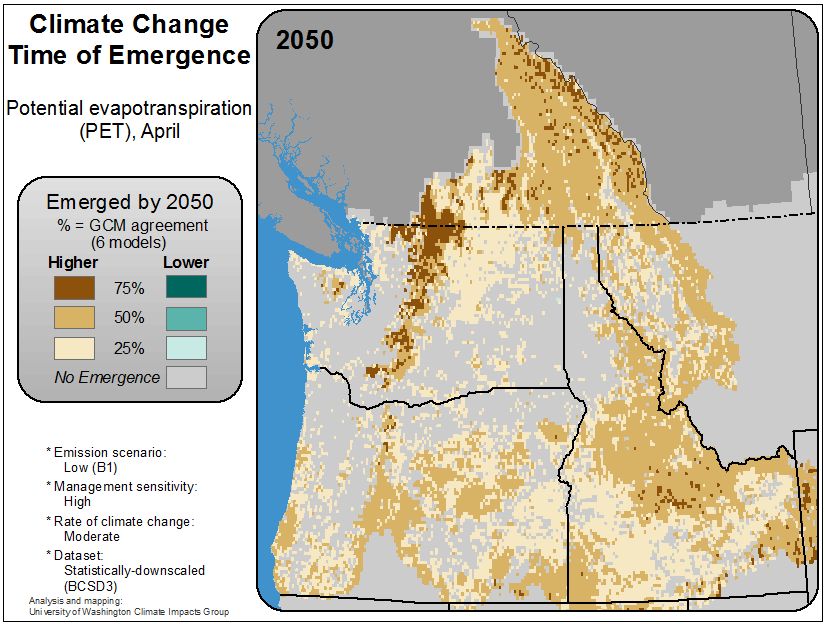 Climate Change
Time of Emergence
Potential evapotranspiration
(PET), April
Emerged by 2050
% = GCM agreement
(6 models)
Higher Lower
75%
50%
25%
No Emergence
* Emission scenario:
Low (B1)
* Management sensitivity:
High
* Rate of climate change:
Moderate
* Dataset:
Statistically-downscaled
(BCSD3)
Analysis and mapping:
University of Washington Climate Impacts Group
2050